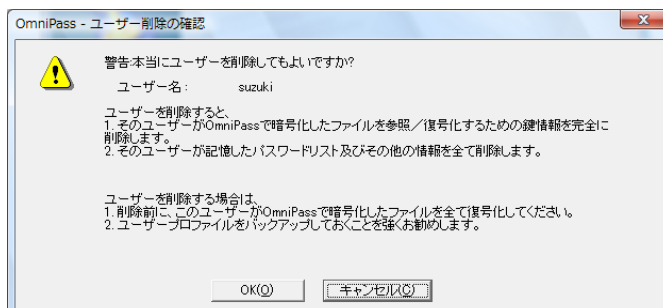 OmniPass - ユーザー削除の確認
警告:本当にユーザーを削除してもよいですか?
ユーザー名: suzuki
ユーザーを削除すると、
1. そのユーザーがOmniPassで暗号化したファイルを参照／復号化するための鍵情報を完全に
削除します。
2. そのユーザーが記憶したパスワードリスト及びその他の情報を全て削除します。
ユーザーを削除する場合は、
1. 削除前に、このユーザーがOmniPassで暗号化したファイルを全て復号化してください。
2. ユーザープロファイルをバックアップしておくことを強くお勧めします。
OK(O) キャンセル(C)